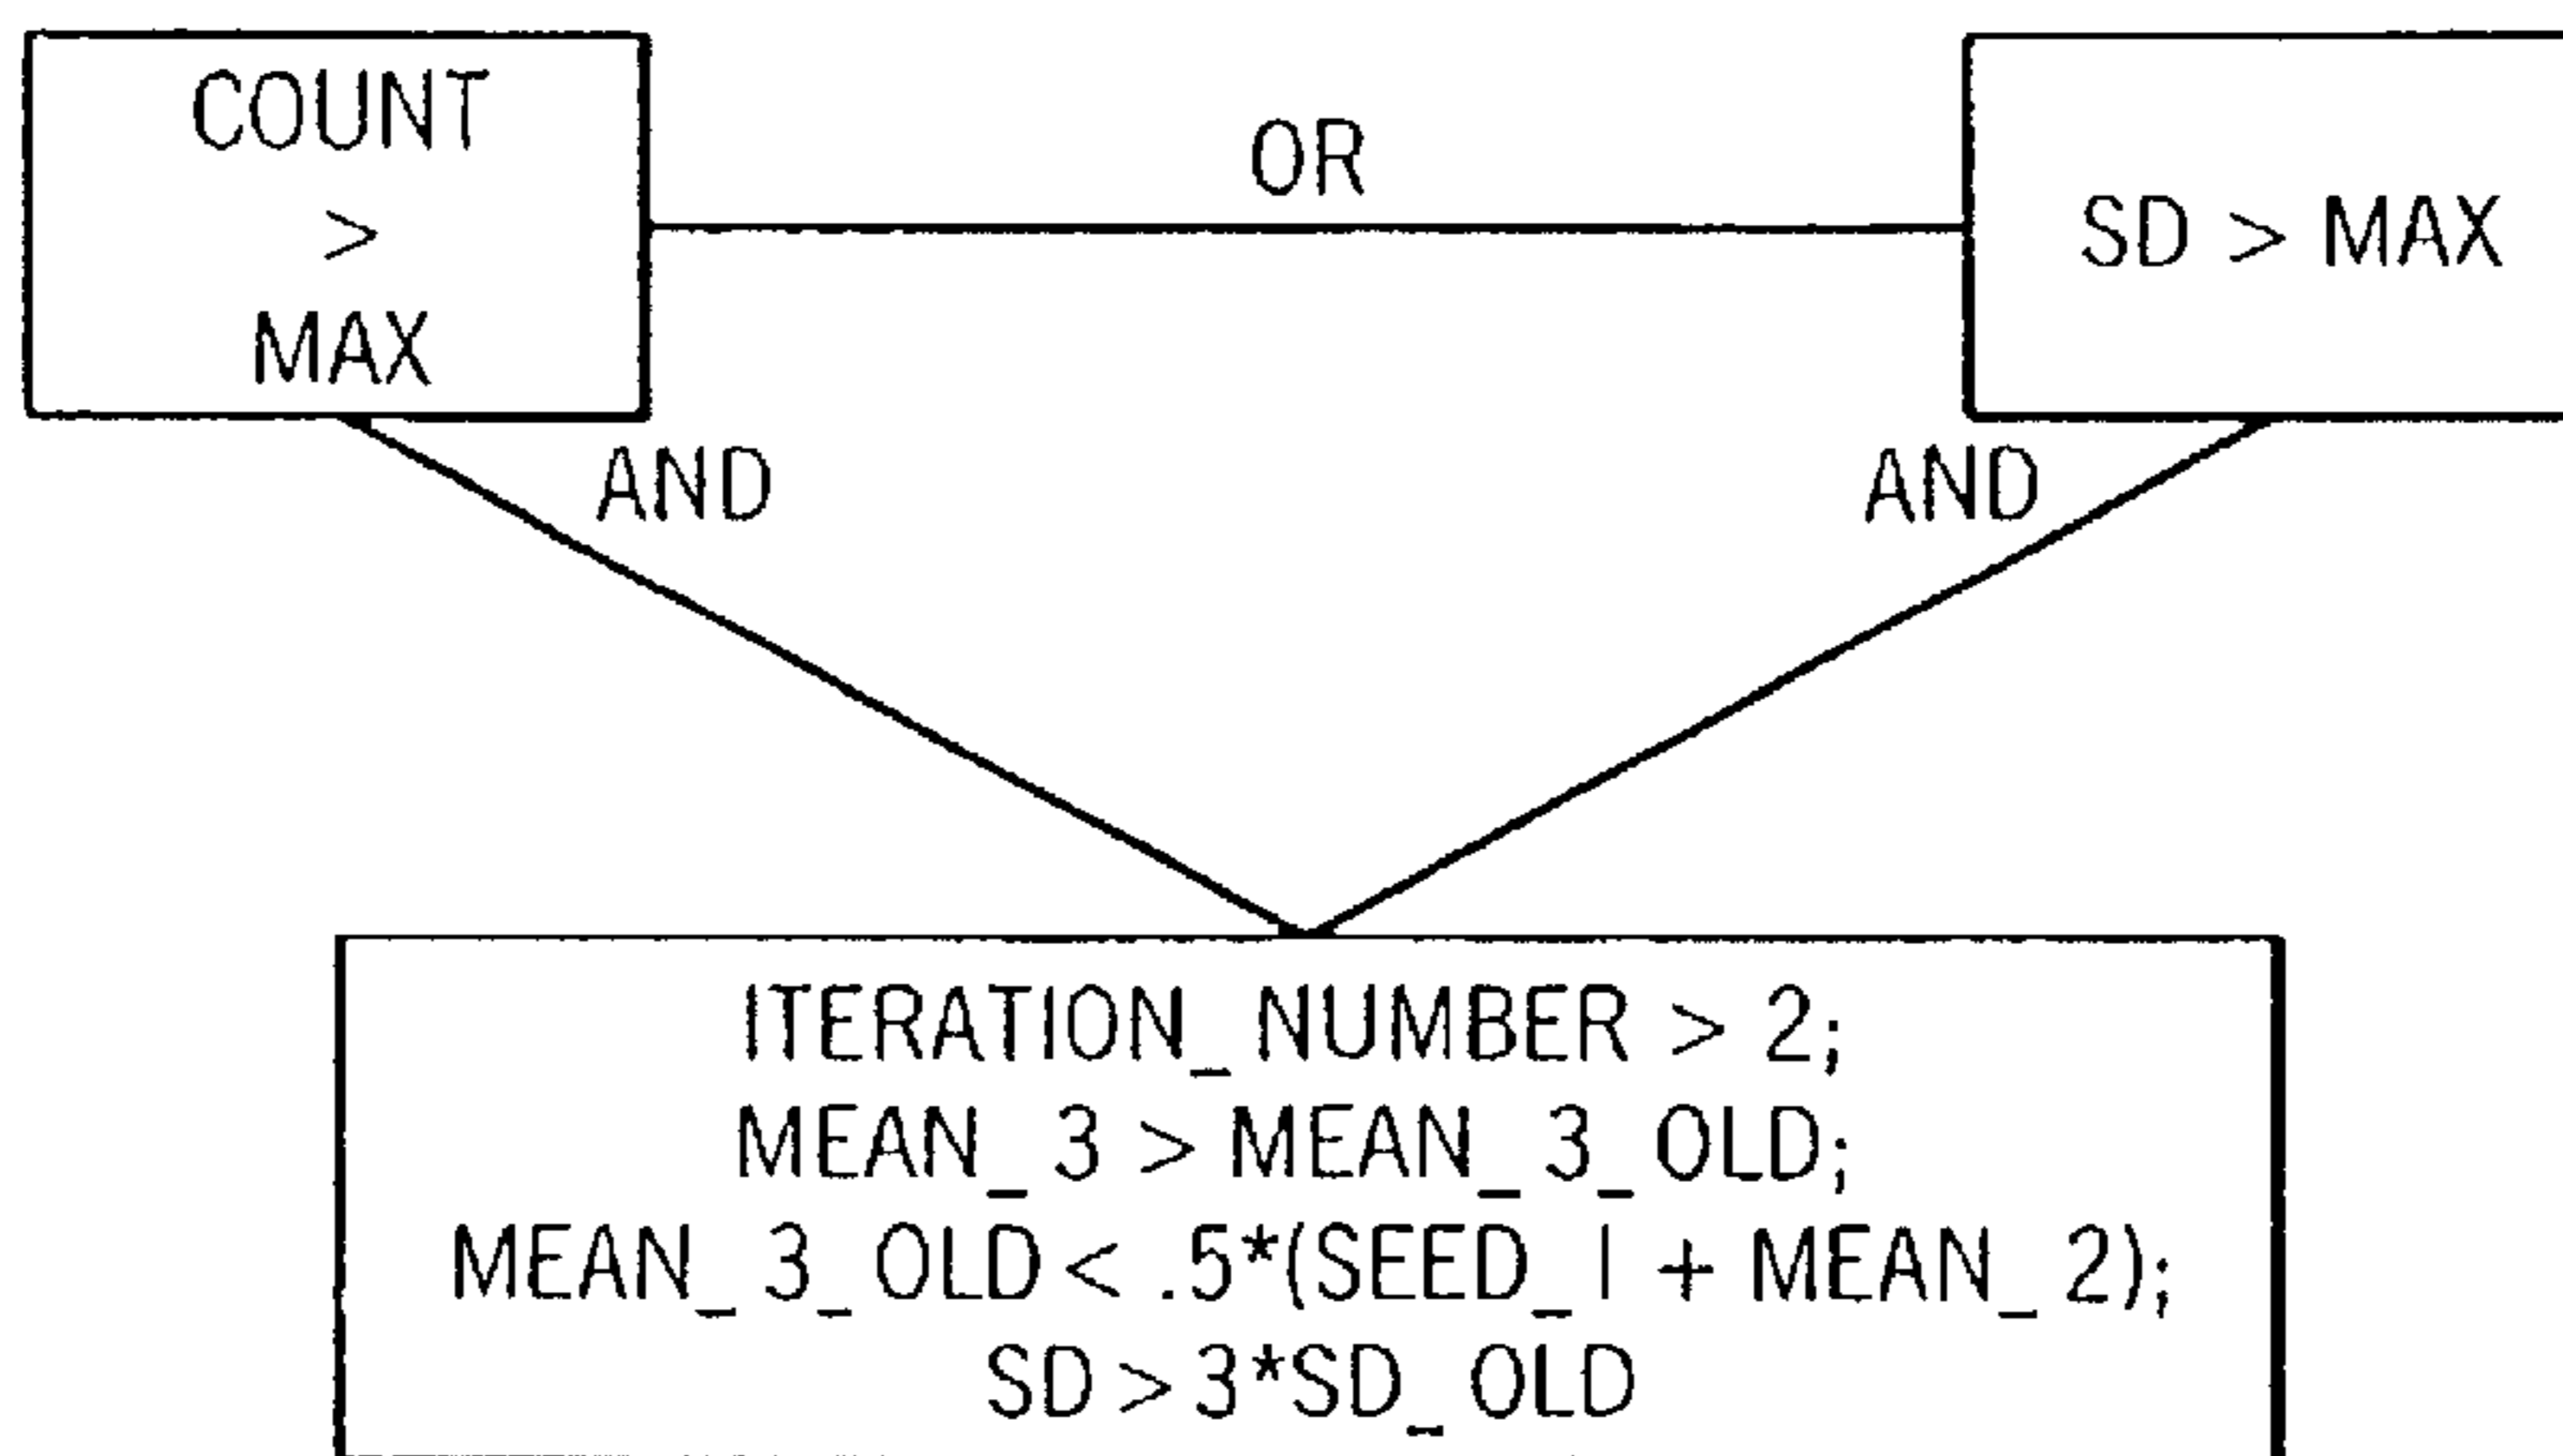 COUNT
>
MAX
OR
SD > MAX
AND
AND
ITERATION_NUMBER > 2;
MEAN_3 > MEAN_3_OLD;
MEAN_3_OLD < .5*(SEED_1 + MEAN_2);
SD > 3*SD_OLD